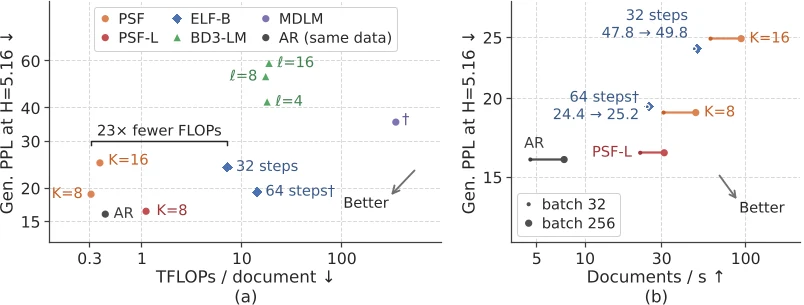 PSF
ELF-B
MDLM
PSF-L
BD3-LM
AR (same data)
Gen. PPL at H=5.16 ↓
60
40
30
20
15
ℓ=16
ℓ=8
ℓ=4
†
23× fewer FLOPs
K=16
32 steps
K=8
64 steps†
AR
K=8
Better
0.3
1
10
100
TFLOPs / document ↓
(a)
Gen. PPL at H=5.16 ↓
25
20
15
32 steps
47.8 → 49.8
K=16
64 steps†
24.4 → 25.2
K=8
AR
PSF-L
Better
batch 32
batch 256
5
10
30
100
Documents / s ↑
(b)